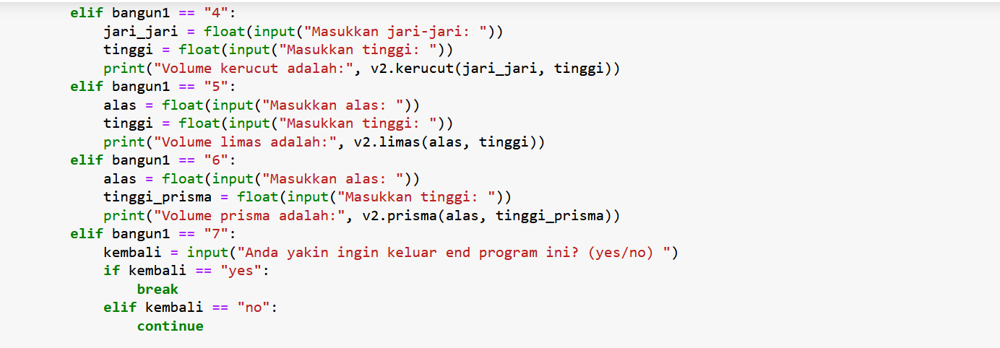 elif bangun1 == "4":
    jari_jari = float(input("Masukkan jari-jari: "))
    tinggi = float(input("Masukkan tinggi: "))
    print("Volume kerucut adalah:", v2.kerucut(jari_jari, tinggi))
elif bangun1 == "5":
    alas = float(input("Masukkan alas: "))
    tinggi = float(input("Masukkan tinggi: "))
    print("Volume limas adalah:", v2.limas(alas, tinggi))
elif bangun1 == "6":
    alas = float(input("Masukkan alas: "))
    tinggi_prisma = float(input("Masukkan tinggi: "))
    print("Volume prisma adalah:", v2.prisma(alas, tinggi_prisma))
elif bangun1 == "7":
    kembali = input("Anda yakin ingin keluar end program ini? (yes/no) ")
    if kembali == "yes":
        break
    elif kembali == "no":
        continue